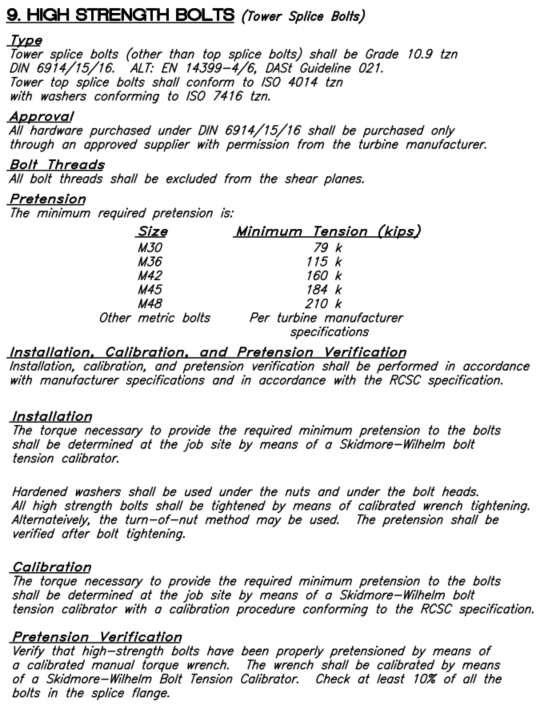 9. HIGH STRENGTH BOLTS (Tower Splice Bolts)
Type
Tower splice bolts (other than top splice bolts) shall be Grade 10.9 tzn
DIN 6914/15/16. ALT: EN 14399-4/6, DASt Guideline 021.
Tower top splice bolts shall conform to ISO 4014 tzn
with washers conforming to ISO 7416 tzn.
Approval
All hardware purchased under DIN 6914/15/16 shall be purchased only
through an approved supplier with permission from the turbine manufacturer.
Bolt Threads
All bolt threads shall be excluded from the shear planes.
Pretension
The minimum required pretension is:
Size Minimum Tension (kips)
M30 79 k
M36 115 k
M42 160 k
M45 184 k
M48 210 k
Other metric bolts Per turbine manufacturer
specifications
Installation, Calibration, and Pretension Verification
Installation, calibration, and pretension verification shall be performed in accordance
with manufacturer specifications and in accordance with the RCSC specification.
Installation
The torque necessary to provide the required minimum pretension to the bolts
shall be determined at the job site by means of a Skidmore-Wilhelm bolt
tension calibrator.
Hardened washers shall be used under the nuts and under the bolt heads.
All high strength bolts shall be tightened by means of calibrated wrench tightening.
Alternateively, the turn-of-nut method may be used. The pretension shall be
verified after bolt tightening.
Calibration
The torque necessary to provide the required minimum pretension to the bolts
shall be determined at the job site by means of a Skidmore-Wilhelm bolt
tension calibrator with a calibration procedure conforming to the RCSC specification.
Pretension Verification
Verify that high-strength bolts have been properly pretensioned by means of
a calibrated manual torque wrench. The wrench shall be calibrated by means
of a Skidmore-Wilhelm Bolt Tension Calibrator. Check at least 10% of all the
bolts in the splice flange.